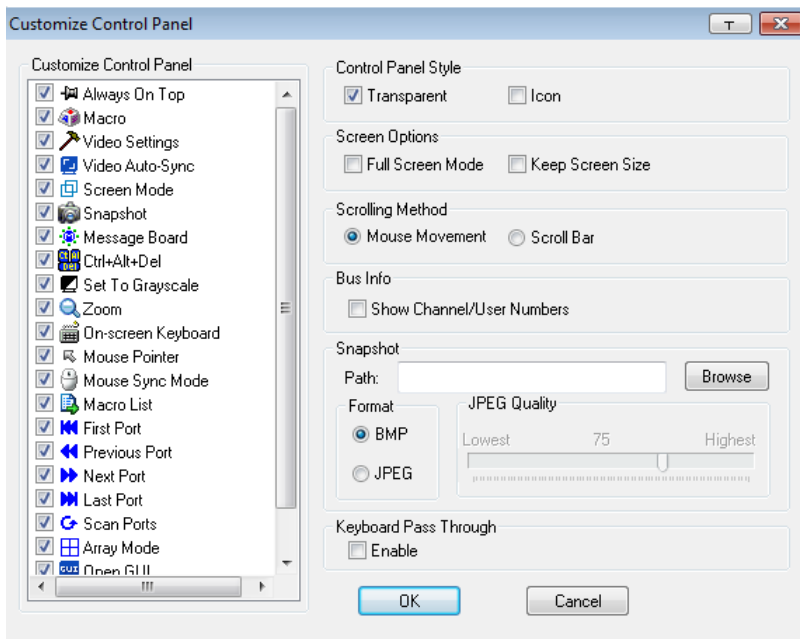 Customize Control Panel
T
Customize Control Panel
Always On Top
Macro
Video Settings
Video Auto-Sync
Screen Mode
Snapshot
Message Board
Ctrl+Alt+Del
Set To Grayscale
Zoom
On-screen Keyboard
Mouse Pointer
Mouse Sync Mode
Macro List
First Port
Previous Port
Next Port
Last Port
Scan Ports
Array Mode
GUI Open GUI
Control Panel Style
Transparent Icon
Screen Options
Full Screen Mode Keep Screen Size
Scrolling Method
Mouse Movement Scroll Bar
Bus Info
Show Channel/User Numbers
Snapshot
Path: Browse
Format
BMP
JPEG
JPEG Quality
Lowest 75 Highest
Keyboard Pass Through
Enable
OK Cancel